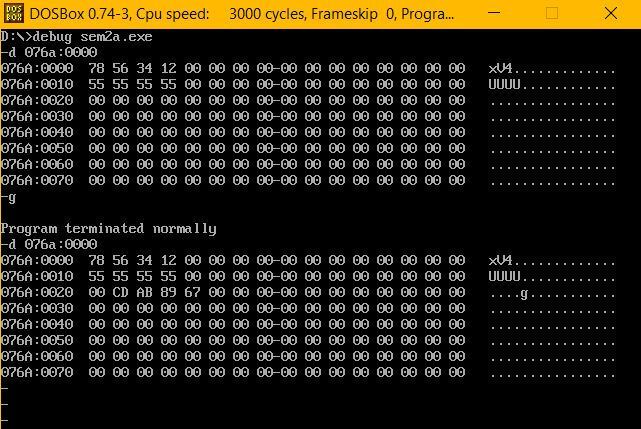 DOS
BOX
DOSBox 0.74-3, Cpu speed:     3000 cycles, Frameskip  0, Progra...
D:\>debug sem2a.exe
-d 076a:0000
076A:0000  78 56 34 12 00 00 00 00-00 00 00 00 00 00 00 00   xV4.............
076A:0010  55 55 55 55 00 00 00 00-00 00 00 00 00 00 00 00   UUUU............
076A:0020  00 00 00 00 00 00 00 00-00 00 00 00 00 00 00 00   ................
076A:0030  00 00 00 00 00 00 00 00-00 00 00 00 00 00 00 00   ................
076A:0040  00 00 00 00 00 00 00 00-00 00 00 00 00 00 00 00   ................
076A:0050  00 00 00 00 00 00 00 00-00 00 00 00 00 00 00 00   ................
076A:0060  00 00 00 00 00 00 00 00-00 00 00 00 00 00 00 00   ................
076A:0070  00 00 00 00 00 00 00 00-00 00 00 00 00 00 00 00   ................
-g
Program terminated normally
-d 076a:0000
076A:0000  78 56 34 12 00 00 00 00-00 00 00 00 00 00 00 00   xV4.............
076A:0010  55 55 55 55 00 00 00 00-00 00 00 00 00 00 00 00   UUUU............
076A:0020  00 CD AB 89 67 00 00 00-00 00 00 00 00 00 00 00   ....g...........
076A:0030  00 00 00 00 00 00 00 00-00 00 00 00 00 00 00 00   ................
076A:0040  00 00 00 00 00 00 00 00-00 00 00 00 00 00 00 00   ................
076A:0050  00 00 00 00 00 00 00 00-00 00 00 00 00 00 00 00   ................
076A:0060  00 00 00 00 00 00 00 00-00 00 00 00 00 00 00 00   ................
076A:0070  00 00 00 00 00 00 00 00-00 00 00 00 00 00 00 00   ................
-
-
-